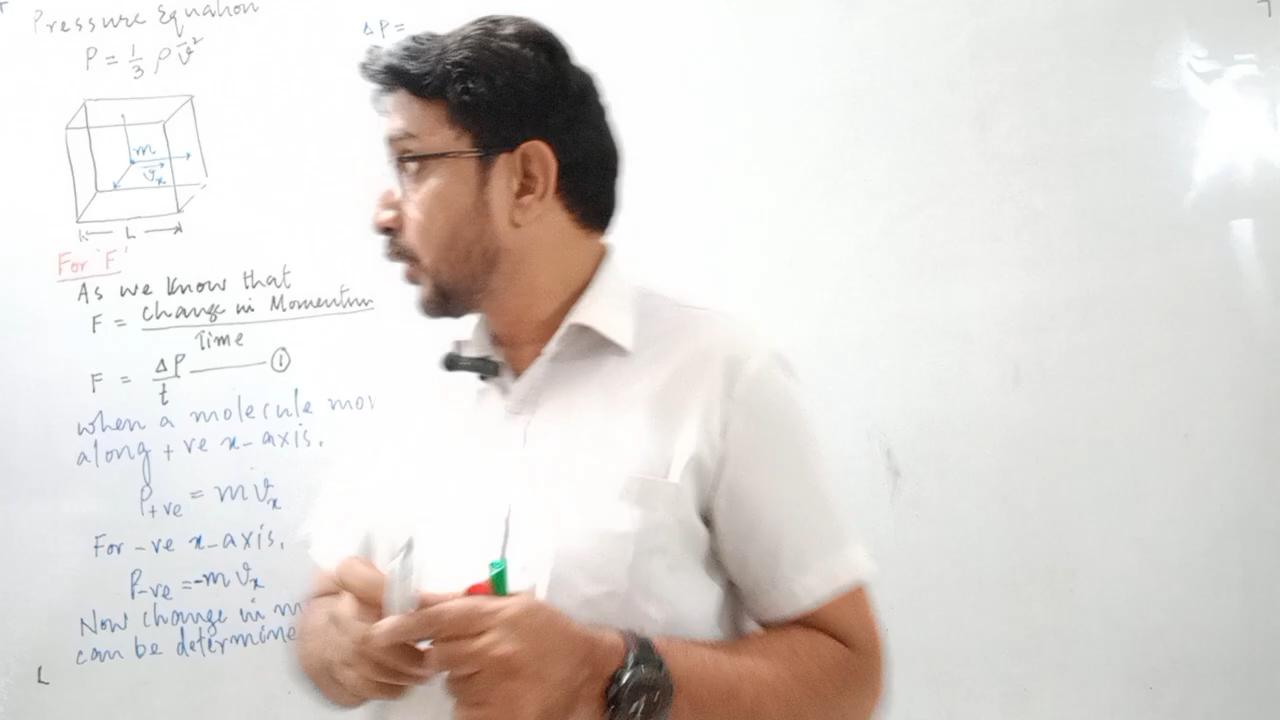 Pressure Equation
P = 1/3 ρ v̄²
m
v⃗x
L
For 'F'
As we know that
F = change in Momentum / Time
F = ΔP / t ——— ①
when a molecule mov
along +ve x-axis.
P+ve = m vx
For -ve x-axis.
P-ve = -m vx
Now change in m
can be determine
ΔP =